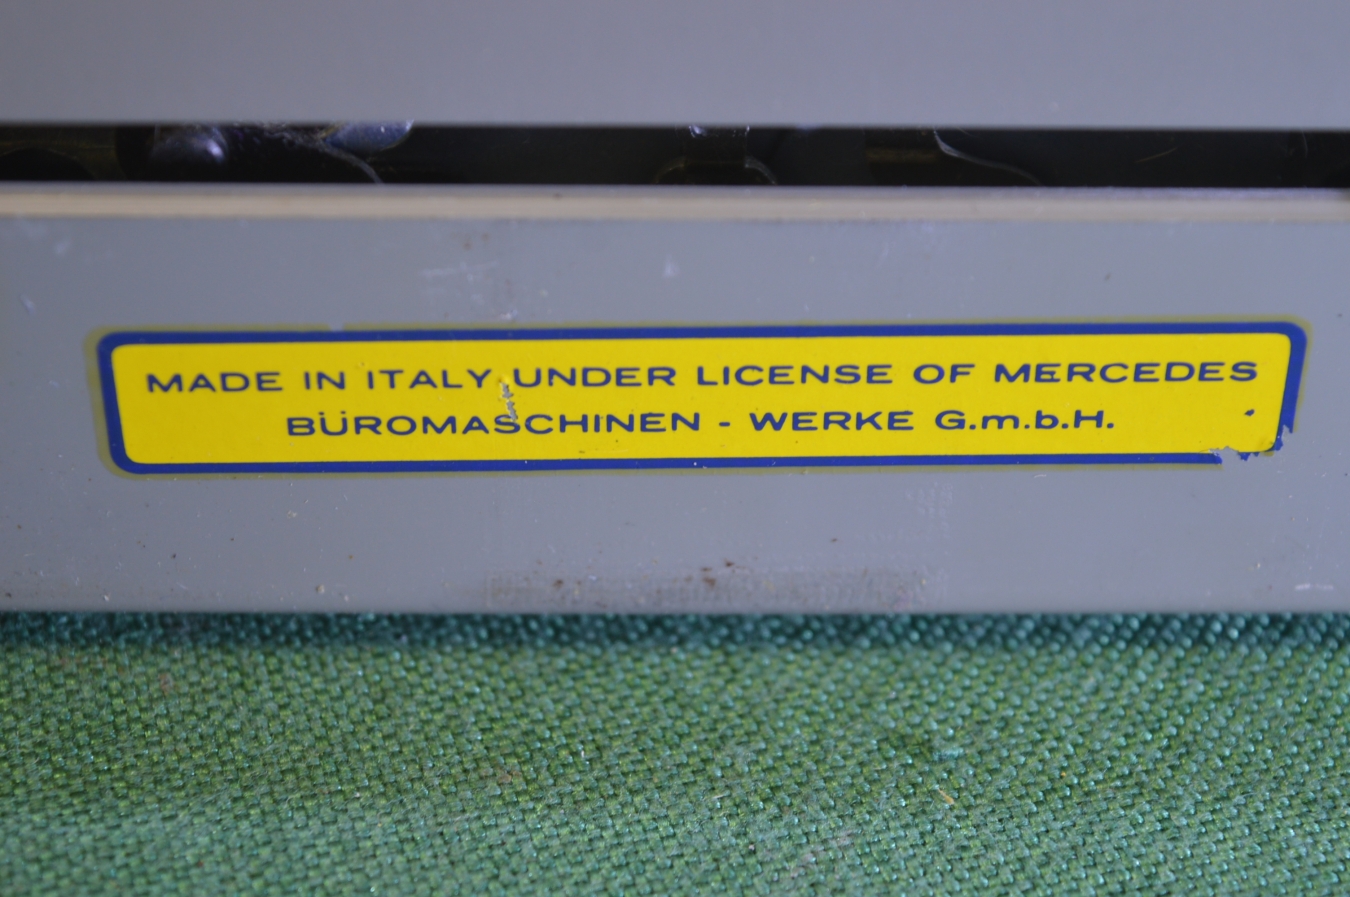 MADE IN ITALY UNDER LICENSE OF MERCEDES
BÜROMASCHINEN - WERKE G.m.b.H.